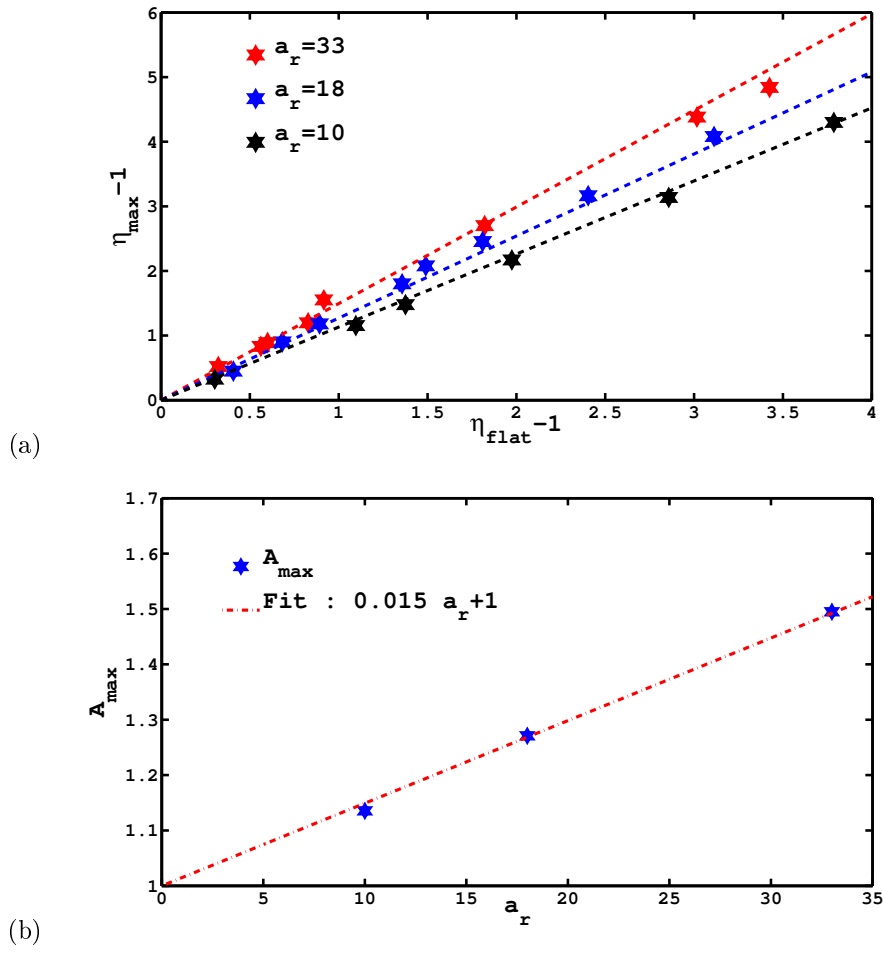 6
5
4
3
2
1
0
η_max−1
a_r=33
a_r=18
a_r=10
0 0.5 1 1.5 2 2.5 3 3.5 4
η_flat−1
(a)
1.7
1.6
1.5
1.4
1.3
1.2
1.1
1
A_max
A_max
Fit : 0.015 a_r+1
0 5 10 15 20 25 30 35
a_r
(b)